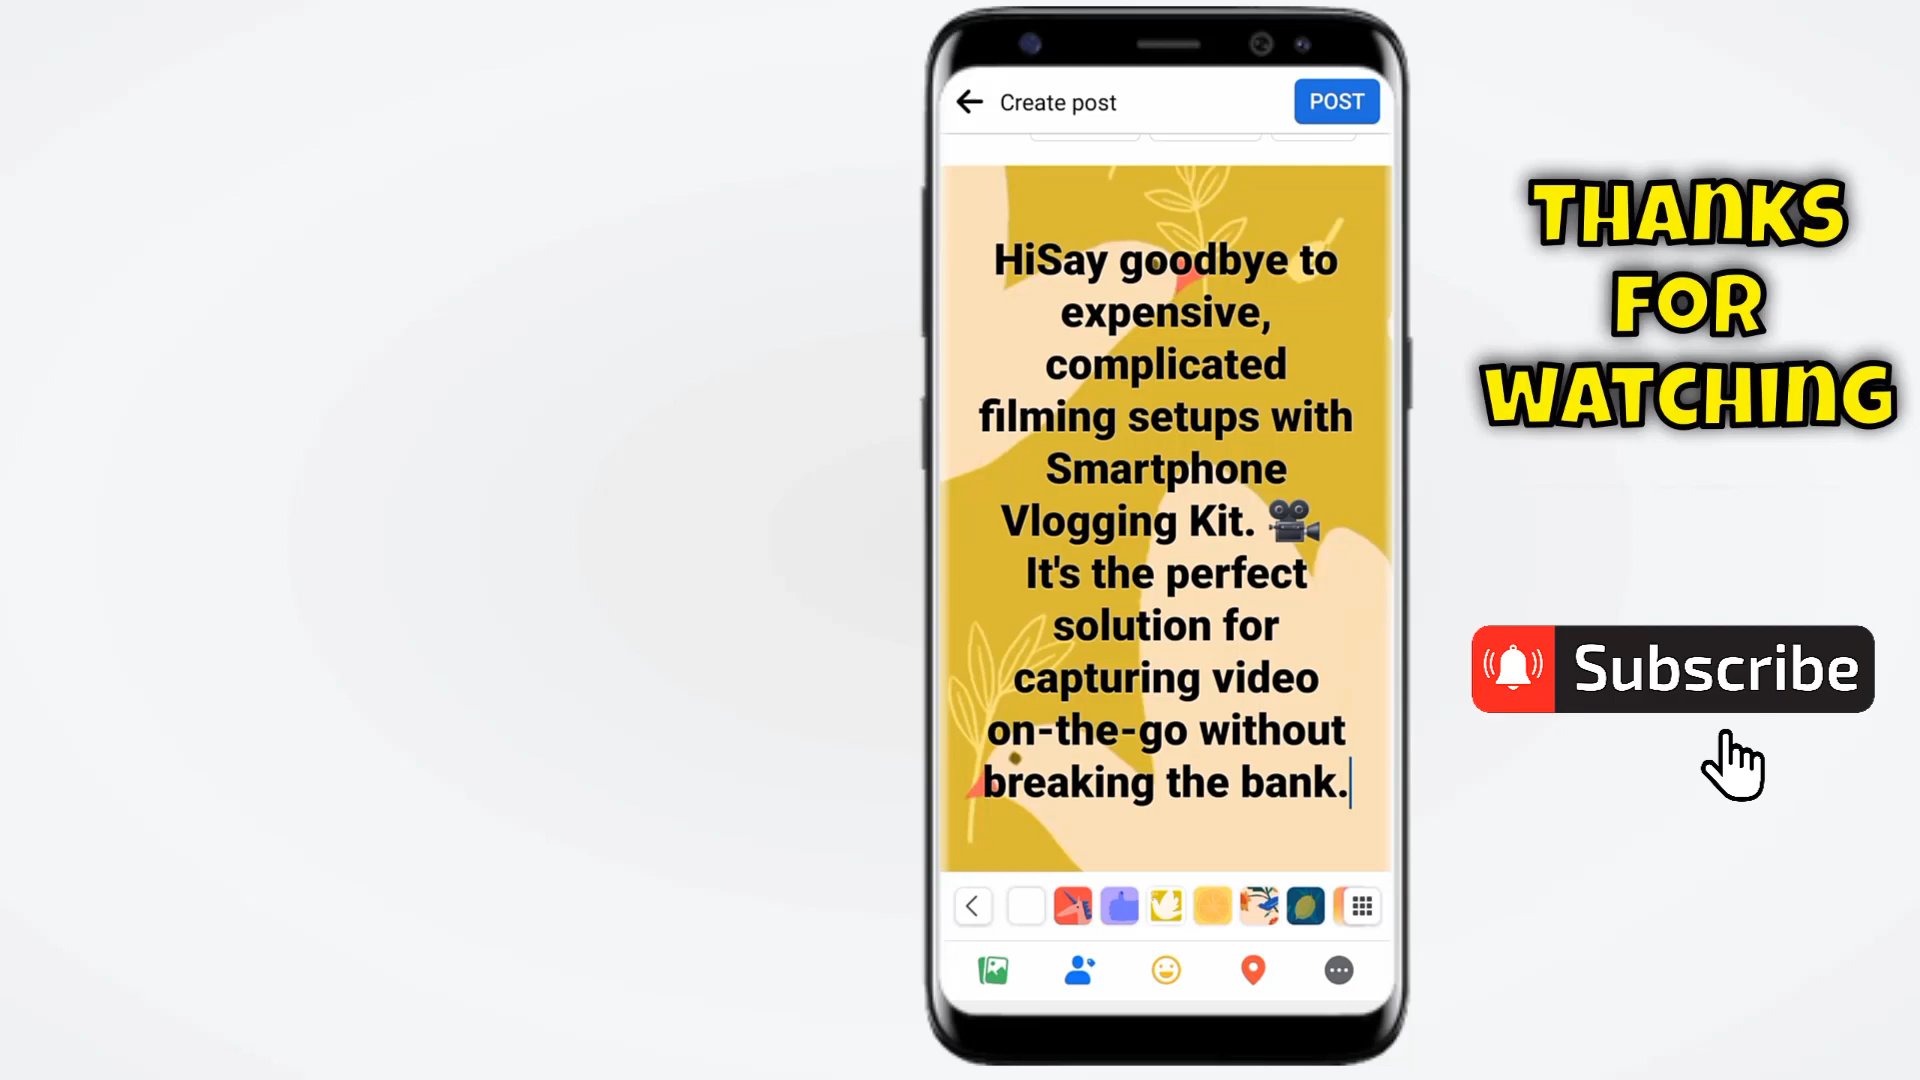 Create post
POST
HiSay goodbye to
expensive,
complicated
filming setups with
Smartphone
Vlogging Kit. 🎥
It's the perfect
solution for
capturing video
on-the-go without
breaking the bank.
THANKS
FOR
WATCHING
Subscribe